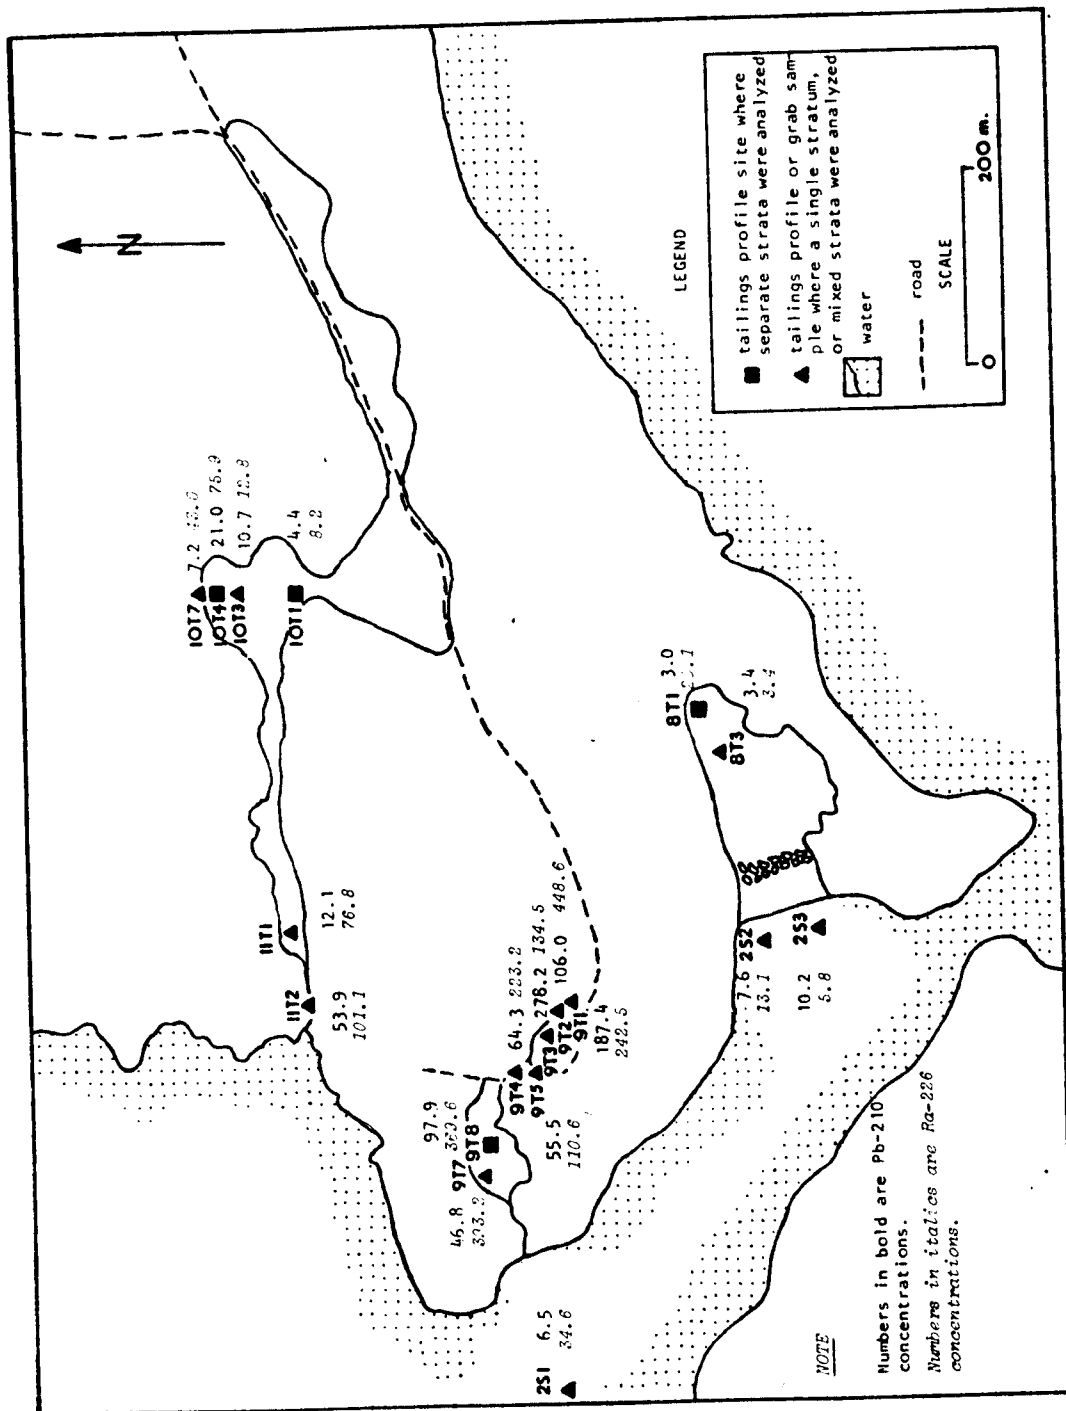 N
10T7 7.2
10T4 21.0 75.9
10T3 10.7
10T1 4.4
8.2
11T1
12.1
76.8
11T2
53.9
101.1
97.9
9T8
9T7
46.8
9T4 64.3 223.2
9T5
55.5
110.6
9T3 278.2 134.5
9T2 106.0 448.6
9T1
187.4
242.5
8T1 3.0
8T3
3.4
3.4
2S2
7.6
13.1
2S3
10.2
5.8
2S1 6.5
34.6
LEGEND
tailings profile site where
separate strata were analyzed
tailings profile or grab sam-
ple where a single stratum,
or mixed strata were analyzed
water
road
SCALE
0 200 m.
NOTE
Numbers in bold are Pb-210
concentrations.
Numbers in italics are Ra-226
concentrations.